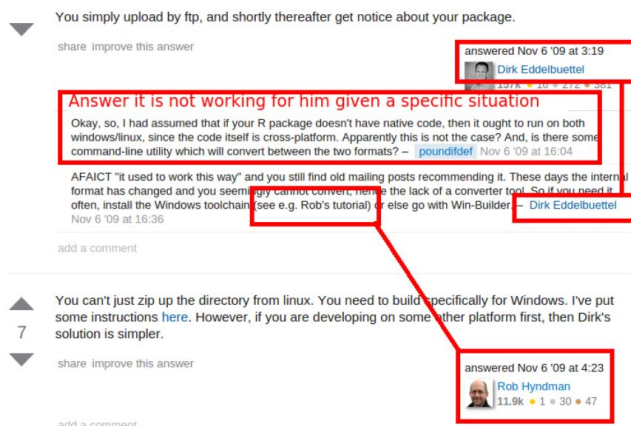 You simply upload by ftp, and shortly thereafter get notice about your package.
share improve this answer
answered Nov 6 '09 at 3:19
Dirk Eddelbuettel
Answer it is not working for him given a specific situation
Okay, so, I had assumed that if your R package doesn't have native code, then it ought to run on both
windows/linux, since the code itself is cross-platform. Apparently this is not the case? And, is there some
command-line utility which will convert between the two formats? – poundifdef Nov 6 '09 at 16:04
AFAICT "it used to work this way" and you still find old mailing posts recommending it. These days the internal
format has changed and you seemingly cannot convert, hence the lack of a converter tool. So if you need it
often, install the Windows toolchain (see e.g. Rob's tutorial) or else go with Win-Builder. – Dirk Eddelbuettel
Nov 6 '09 at 16:36
add a comment
You can't just zip up the directory from linux. You need to build specifically for Windows. I've put
some instructions here. However, if you are developing on some other platform first, then Dirk's
7
solution is simpler.
share improve this answer
answered Nov 6 '09 at 4:23
Rob Hyndman
11.9k 1 30 47
add a comment